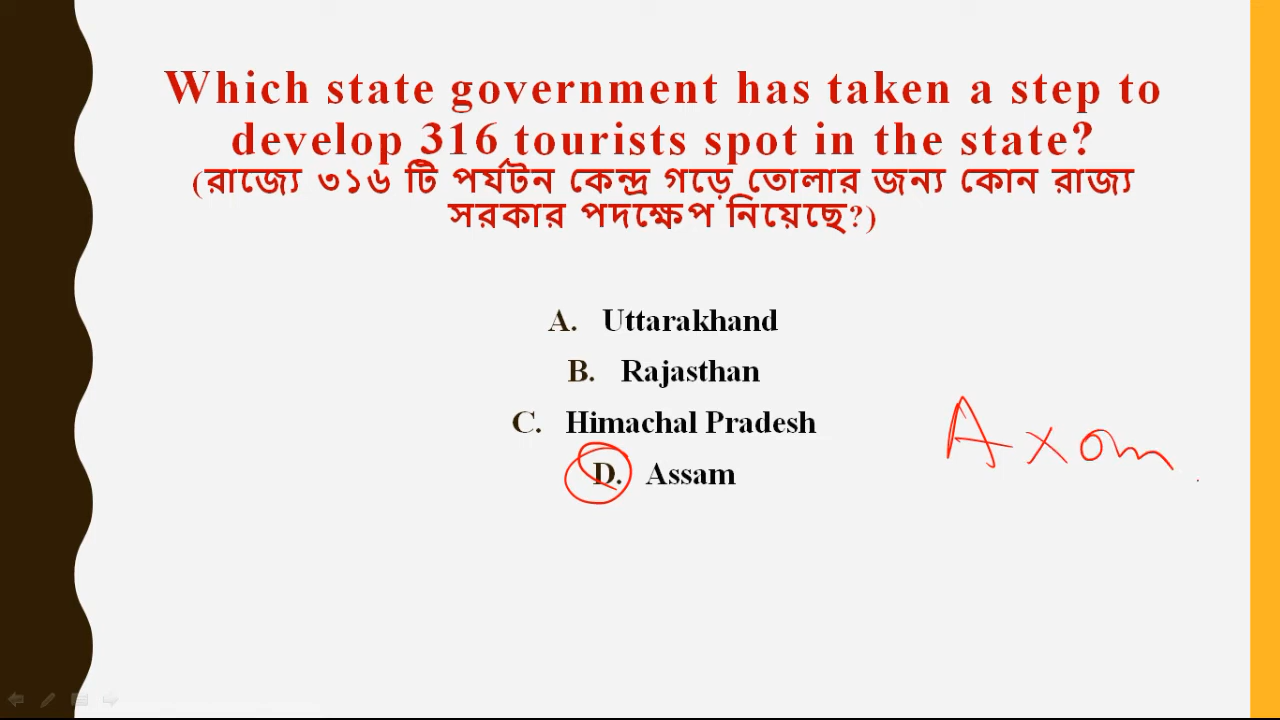 Which state government has taken a step to
develop 316 tourists spot in the state?
(রাজ্যে ৩১৬ টি পর্যটন কেন্দ্র গড়ে তোলার জন্য কোন রাজ্য
সরকার পদক্ষেপ নিয়েছে?)
A. Uttarakhand
B. Rajasthan
C. Himachal Pradesh
D. Assam
Axom